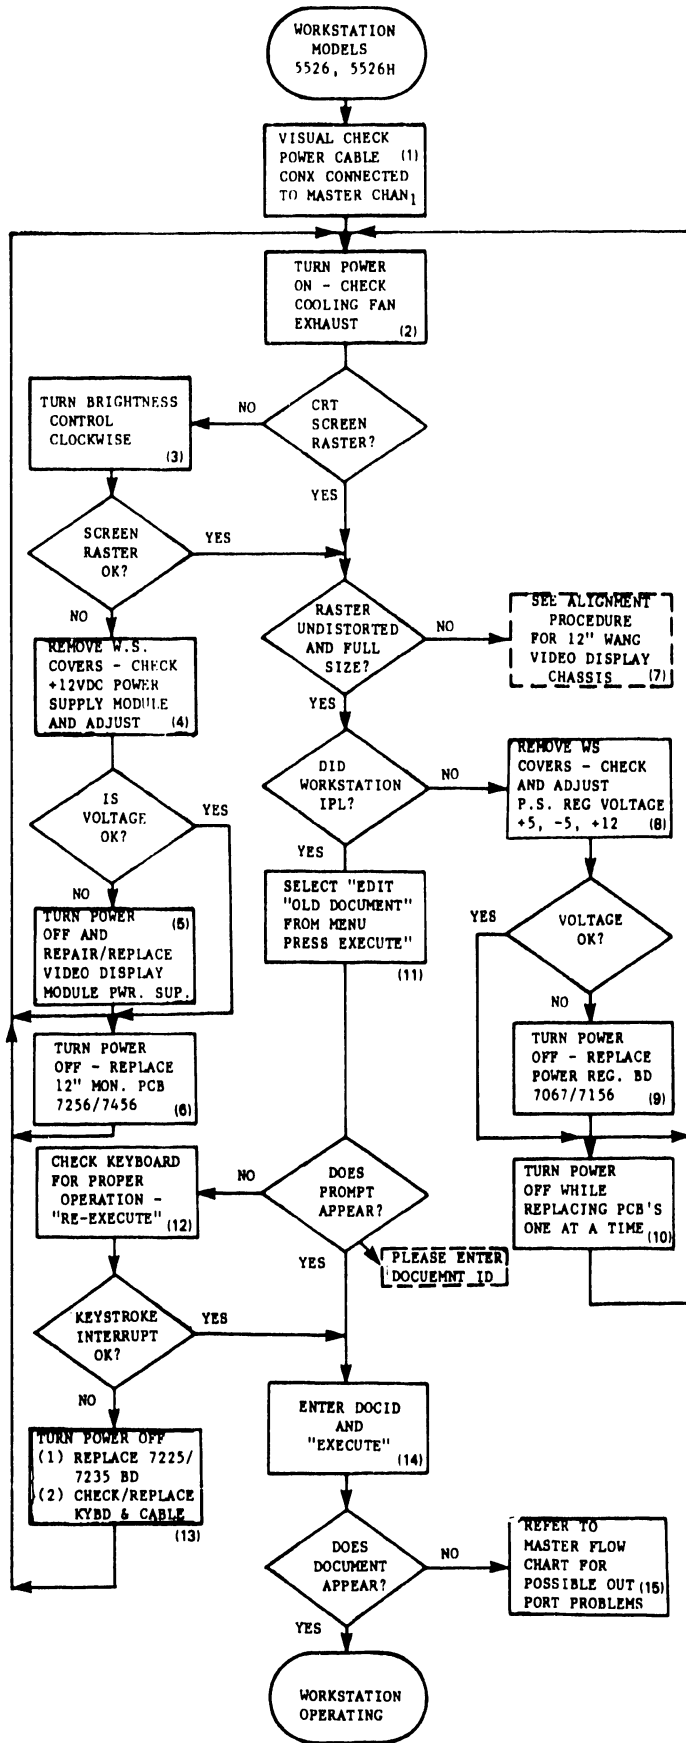 WORKSTATION
MODELS
5526, 5526H
VISUAL CHECK
POWER CABLE (1)
CONX CONNECTED
TO MASTER CHAN1
TURN POWER
ON - CHECK
COOLING FAN
EXHAUST (2)
CRT
SCREEN
RASTER?
NO
YES
TURN BRIGHTNESS
CONTROL
CLOCKWISE
(3)
SCREEN
RASTER
OK?
YES
NO
RASTER
UNDISTORTED
AND FULL
SIZE?
NO
YES
SEE ALIGNMENT
PROCEDURE
FOR 12" WANG
VIDEO DISPLAY
CHASSIS (7)
REMOVE W.S.
COVERS - CHECK
+12VDC POWER
SUPPLY MODULE
AND ADJUST (4)
DID
WORKSTATION
IPL?
NO
YES
REMOVE WS
COVERS - CHECK
AND ADJUST
P.S. REG VOLTAGE
+5, -5, +12 (8)
IS
VOLTAGE
OK?
YES
NO
SELECT "EDIT
"OLD DOCUMENT"
FROM MENU
PRESS EXECUTE"
(11)
VOLTAGE
OK?
YES
NO
TURN POWER (5)
OFF AND
REPAIR/REPLACE
VIDEO DISPLAY
MODULE PWR. SUP.
TURN POWER
OFF - REPLACE
12" MON. PCB
7256/7456
(6)
TURN POWER
OFF - REPLACE
POWER REG. BD
7067/7156
(9)
CHECK KEYBOARD
FOR PROPER
OPERATION -
"RE-EXECUTE" (12)
DOES
PROMPT
APPEAR?
NO
YES
TURN POWER
OFF WHILE
REPLACING PCB'S
ONE AT A TIME (10)
PLEASE ENTER
DOCUEMNT ID
KEYSTROKE
INTERRUPT
OK?
YES
NO
ENTER DOCID
AND
"EXECUTE"
(14)
TURN POWER OFF
(1) REPLACE 7225/
7235 BD
(2) CHECK/REPLACE
KYBD & CABLE
(13)
DOES
DOCUMENT
APPEAR?
NO
YES
REFER TO
MASTER FLOW
CHART FOR
POSSIBLE OUT (15)
PORT PROBLEMS
WORKSTATION
OPERATING